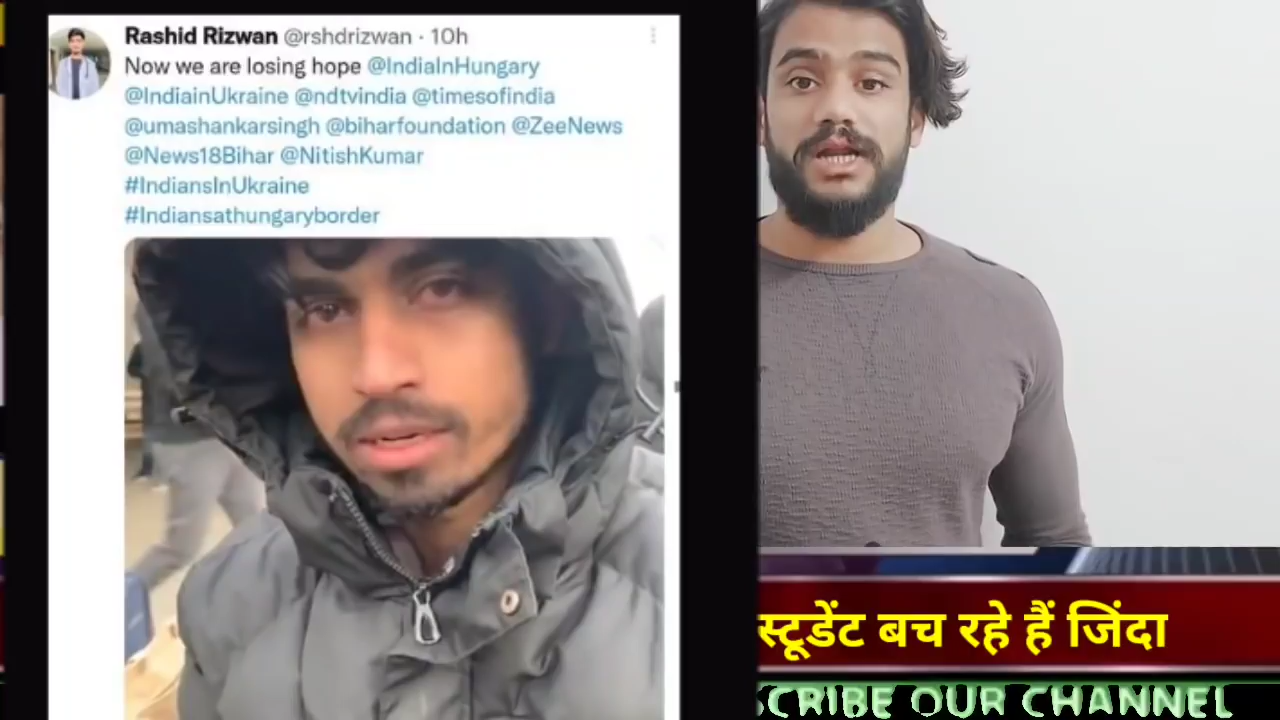 Rashid Rizwan @rshdrizwan · 10h
Now we are losing hope @IndiaInHungary
@IndiainUkraine @ndtvindia @timesofindia
@umashankarsingh @biharfoundation @ZeeNews
@News18Bihar @NitishKumar
#IndiansInUkraine
#Indiansathungaryborder
स्टूडेंट बच रहे हैं जिंदा
SCRIBE OUR CHANNEL